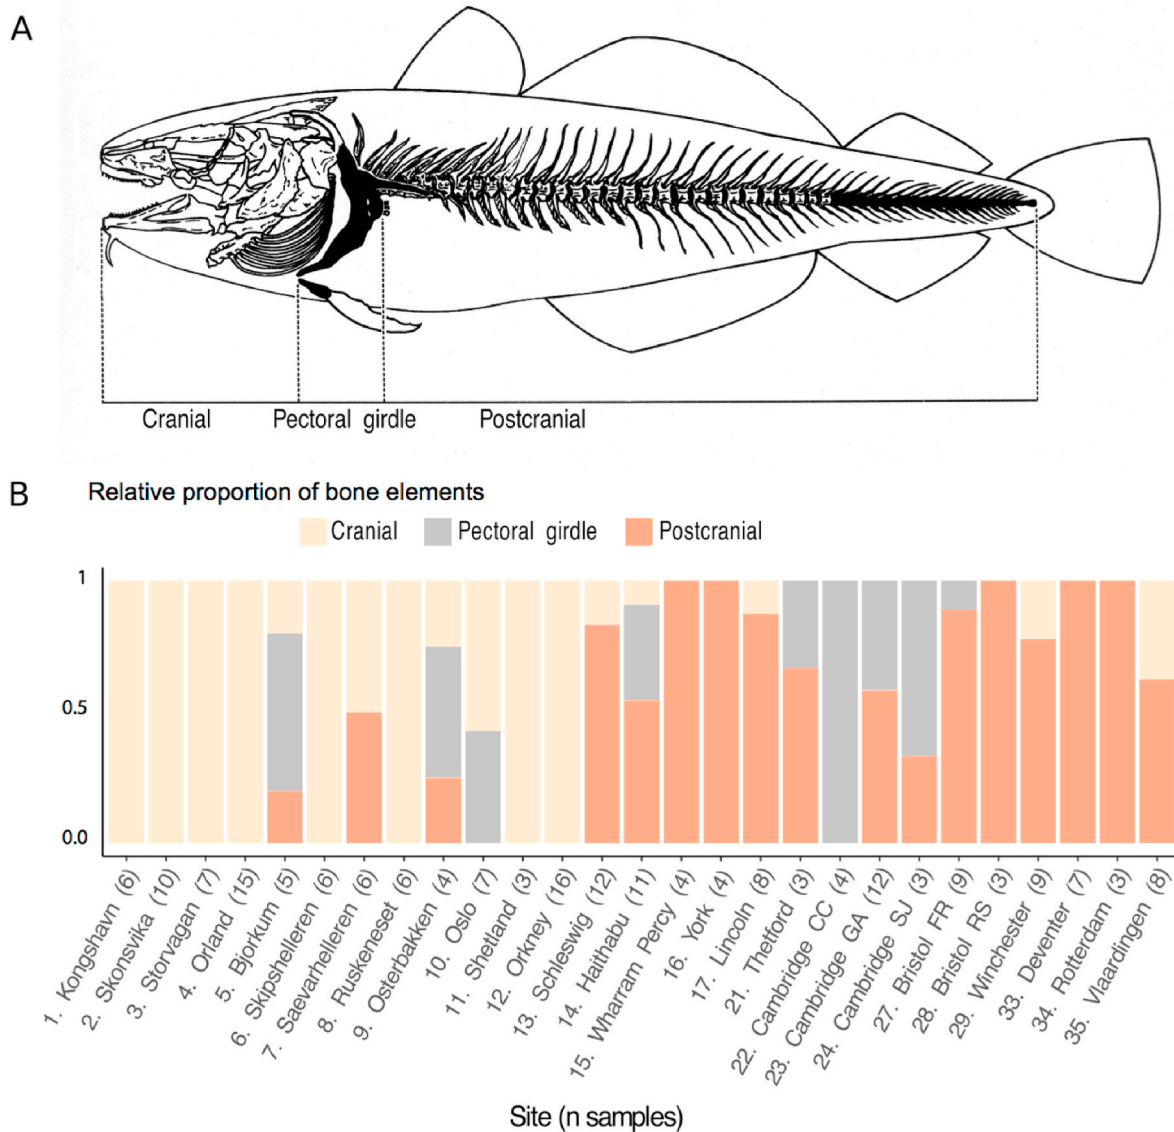 A
Cranial Pectoral girdle Postcranial
B Relative proportion of bone elements
Cranial Pectoral girdle Postcranial
1
0.5
0.0
1. Kongshavn (6)
2. Skonsvika (10)
3. Storvagan (7)
4. Orland (15)
5. Bjorkum (5)
6. Skipshelleren (6)
7. Saevarhelleren (6)
8. Ruskeneset (6)
9. Osterbakken (4)
10. Oslo (7)
11. Shetland (3)
12. Orkney (16)
13. Schleswig (12)
14. Haithabu (11)
15. Wharram Percy (4)
16. York (4)
17. Lincoln (8)
21. Thetford (3)
22. Cambridge CC (4)
23. Cambridge GA (12)
24. Cambridge SJ (3)
27. Bristol FR (9)
28. Bristol RS (3)
29. Winchester (9)
33. Deventer (7)
34. Rotterdam (3)
35. Vlaardingen (8)
Site (n samples)